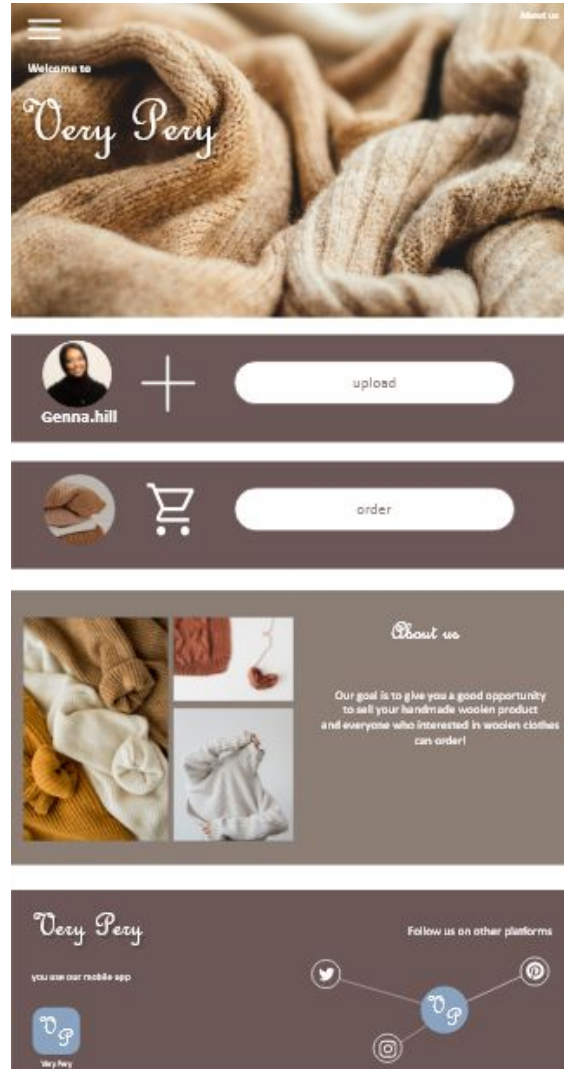 About us
Welcome to
Very Pery
Genna.hill
upload
order
About us
Our goal is to give you a good opportunity
to sell your handmade woolen product
and everyone who interested in woolen clothes
can order!
Very Pery
Follow us on other platforms
you use our mobile app
V P
V P
Very Pery